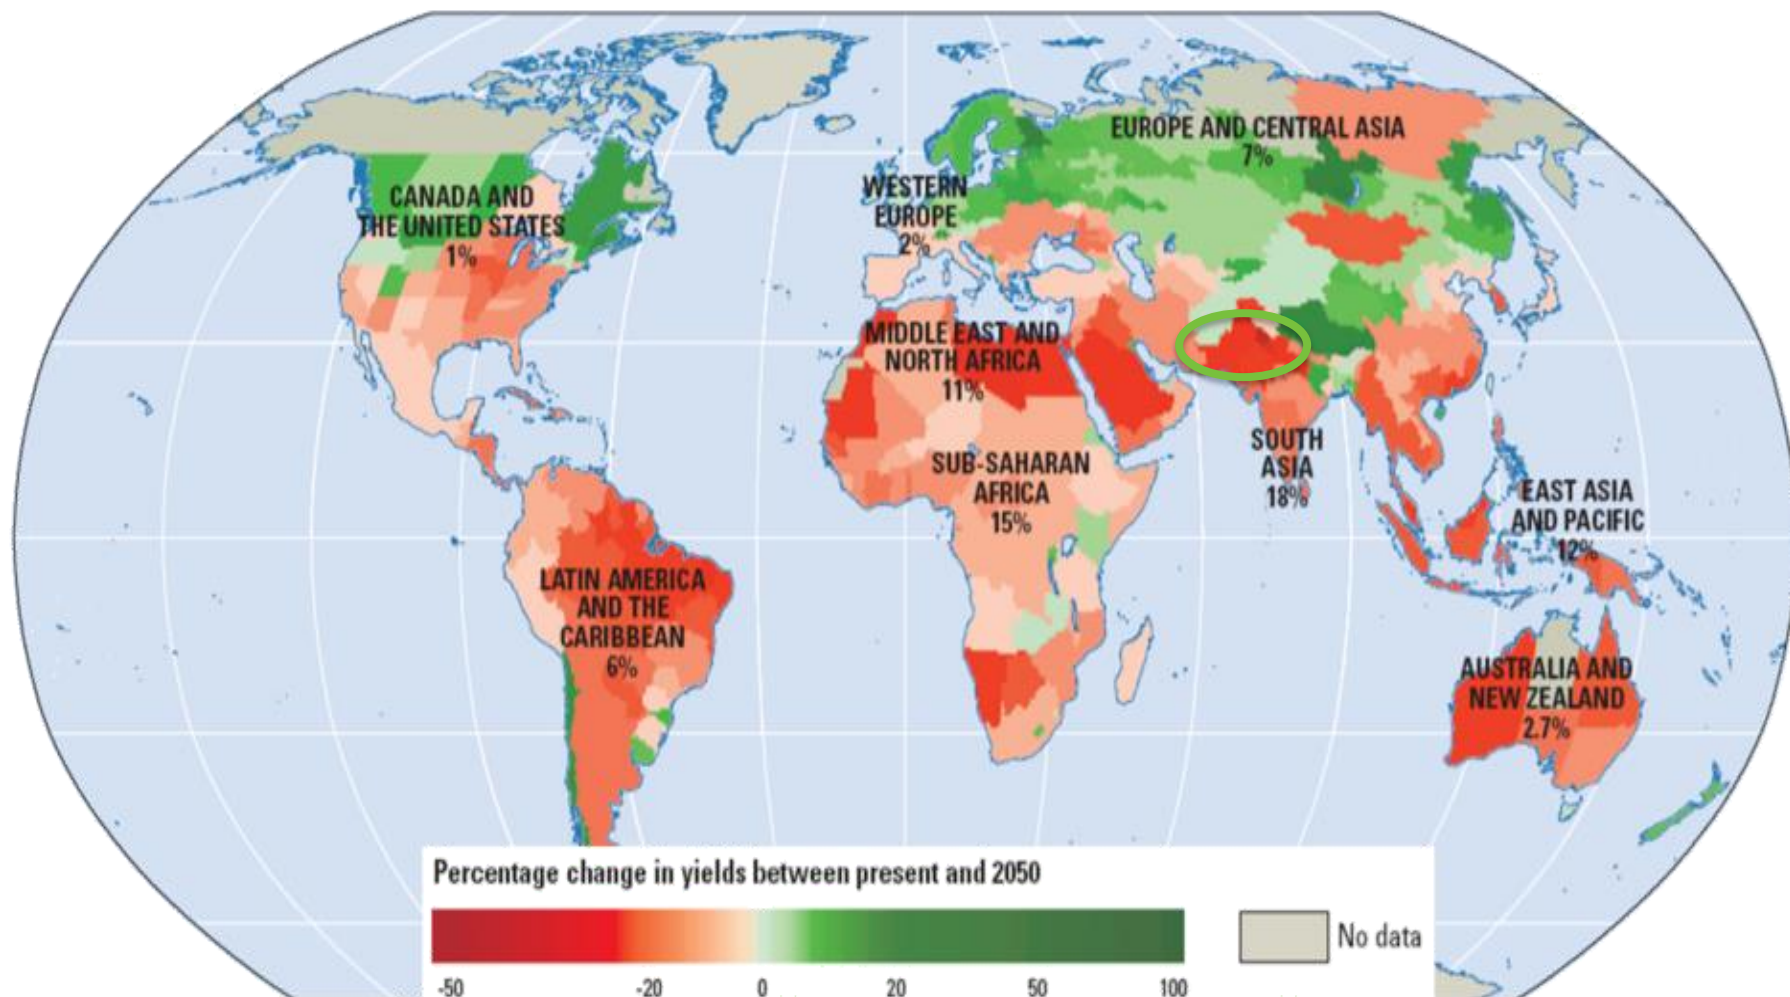 EUROPE AND CENTRAL ASIA
7%
WESTERN
EUROPE
2%
CANADA AND
THE UNITED STATES
1%
MIDDLE EAST AND
NORTH AFRICA
11%
SUB-SAHARAN
AFRICA
15%
SOUTH
ASIA
18%
EAST ASIA
AND PACIFIC
12%
LATIN AMERICA
AND THE
CARIBBEAN
6%
AUSTRALIA AND
NEW ZEALAND
2.7%
Percentage change in yields between present and 2050
No data
-50 -20 0 20 50 100